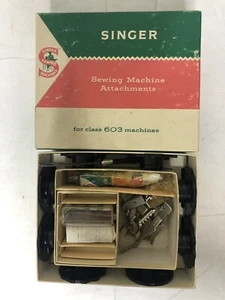 SINGER
Sewing Machine
Attachments
for class 603 machines